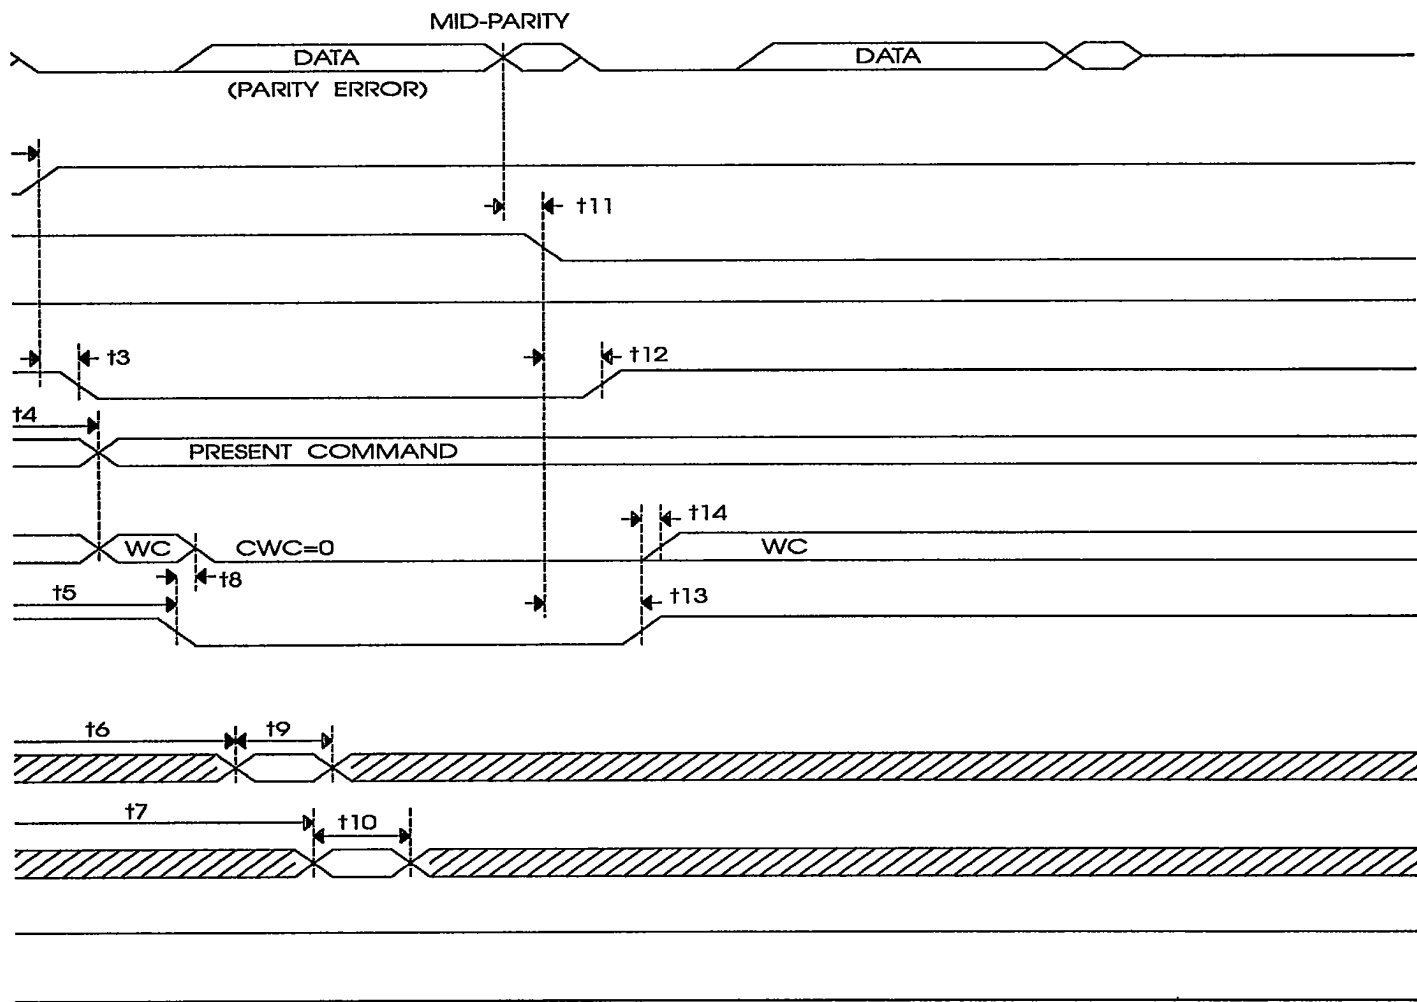 MID-PARITY
DATA DATA
(PARITY ERROR)
t11
t3 t12
t4
PRESENT COMMAND
t14
WC CWC=0 WC
t8
t5 t13
t6 t9
t7 t10